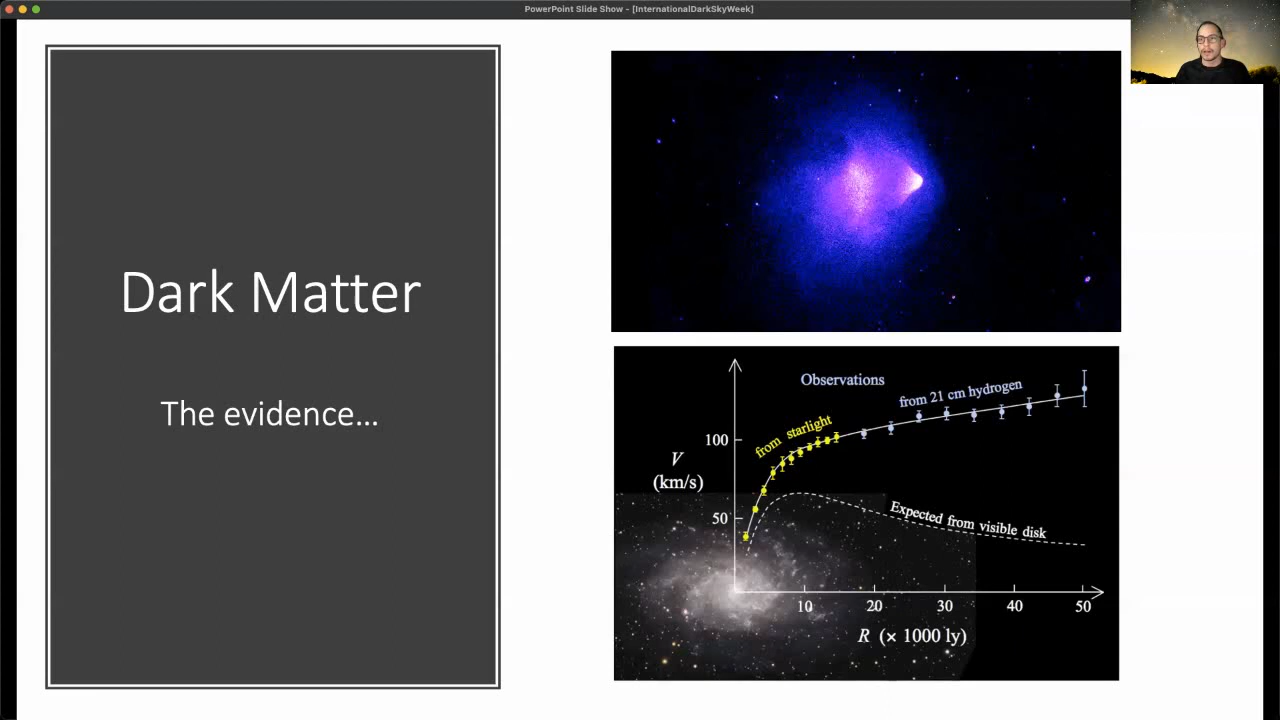 PowerPoint Slide Show - [InternationalDarkSkyWeek]
Dark Matter
The evidence...
Observations
from 21 cm hydrogen
from starlight
100
V
(km/s)
50
Expected from visible disk
10
20
30
40
50
R (× 1000 ly)